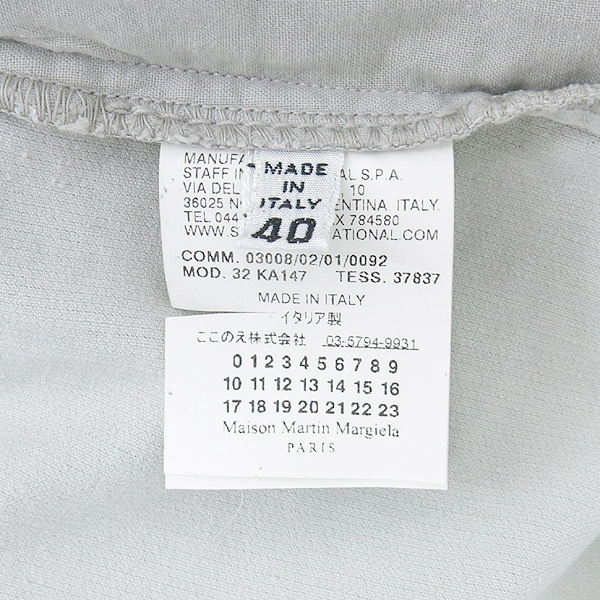 MANUFA
STAFF IN AL S.P.A.
VIA DEL , 10
36025 N ENTINA ITALY.
TEL 044 X 784580
WWW.S ATIONAL.COM
MADE
IN
ITALY
40
COMM. 03008/02/01/0092
MOD. 32 KA147 TESS. 37837
MADE IN ITALY
イタリア製
ここのえ株式会社 03-5794-9931
0 1 2 3 4 5 6 7 8 9
10 11 12 13 14 15 16
17 18 19 20 21 22 23
Maison Martin Margiela
PARIS